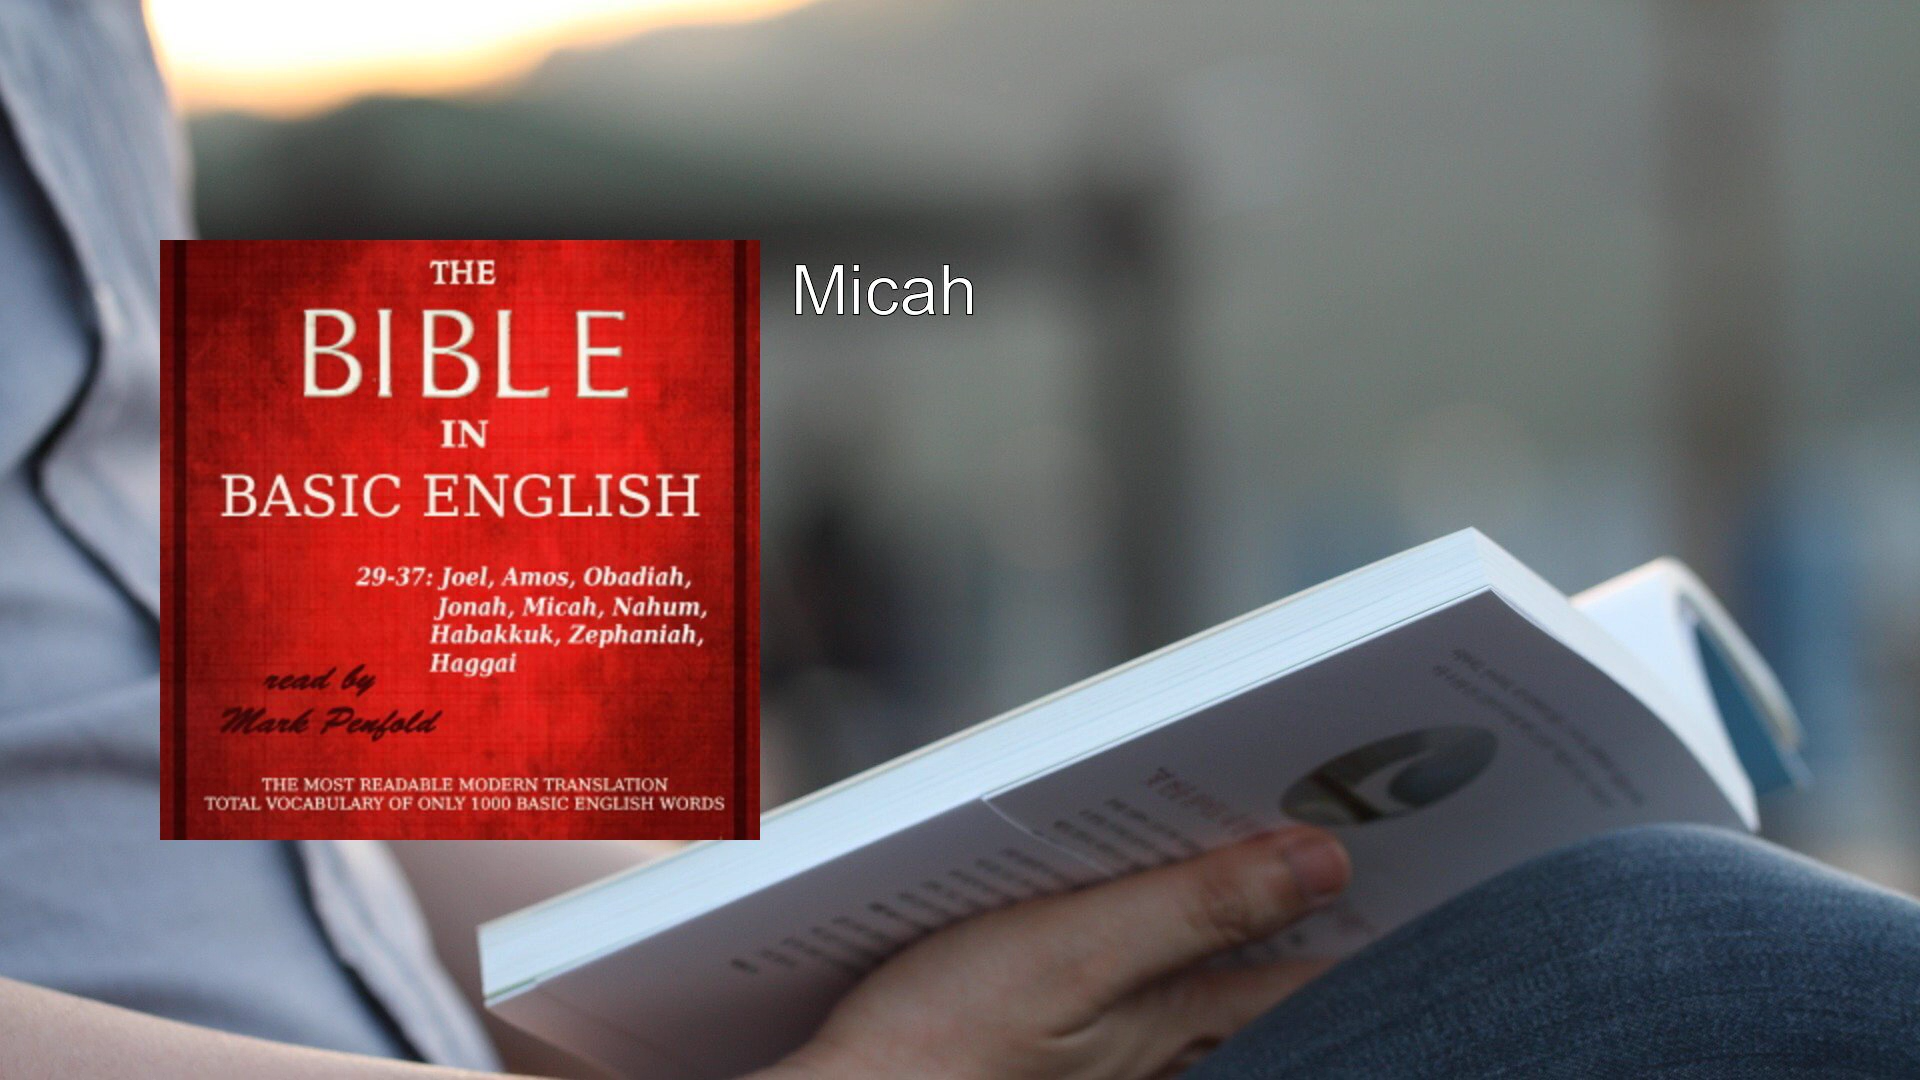 THE
BIBLE
IN
BASIC ENGLISH
29-37: Joel, Amos, Obadiah,
Jonah, Micah, Nahum,
Habakkuk, Zephaniah,
Haggai
read by
Mark Penfold
THE MOST READABLE MODERN TRANSLATION
TOTAL VOCABULARY OF ONLY 1000 BASIC ENGLISH WORDS
Micah